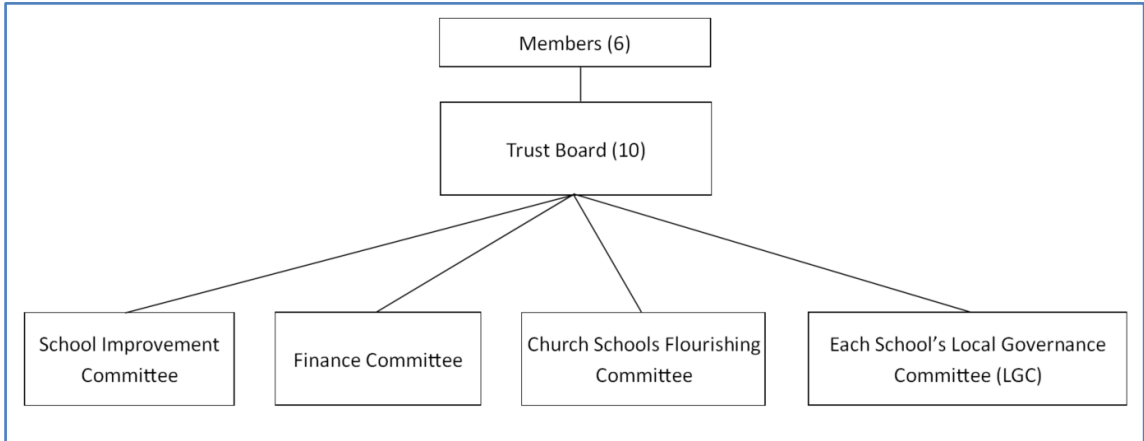 Members (6)
Trust Board (10)
School Improvement
Committee
Finance Committee
Church Schools Flourishing
Committee
Each School’s Local Governance
Committee (LGC)